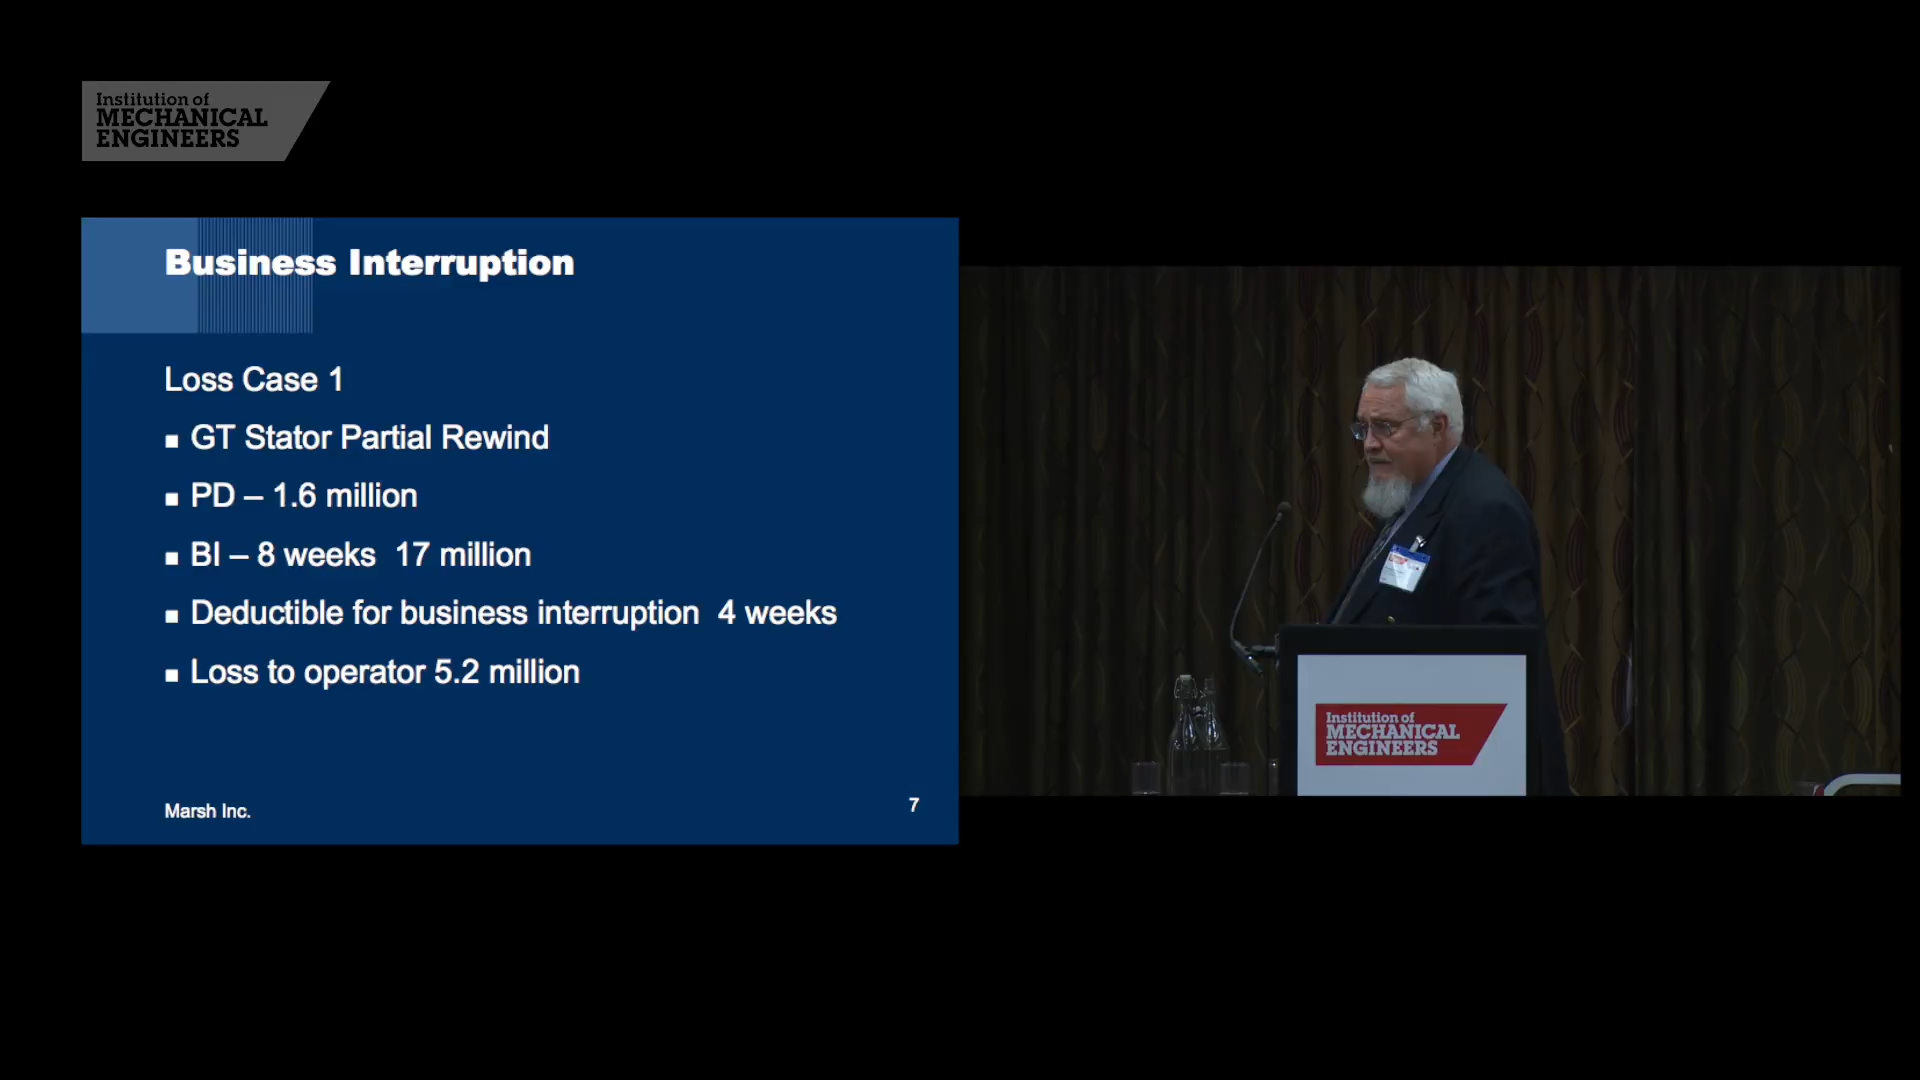 Institution of
MECHANICAL
ENGINEERS
Business Interruption
Loss Case 1
▪ GT Stator Partial Rewind
▪ PD – 1.6 million
▪ BI – 8 weeks 17 million
▪ Deductible for business interruption 4 weeks
▪ Loss to operator 5.2 million
Marsh Inc.
7
Institution of
MECHANICAL
ENGINEERS